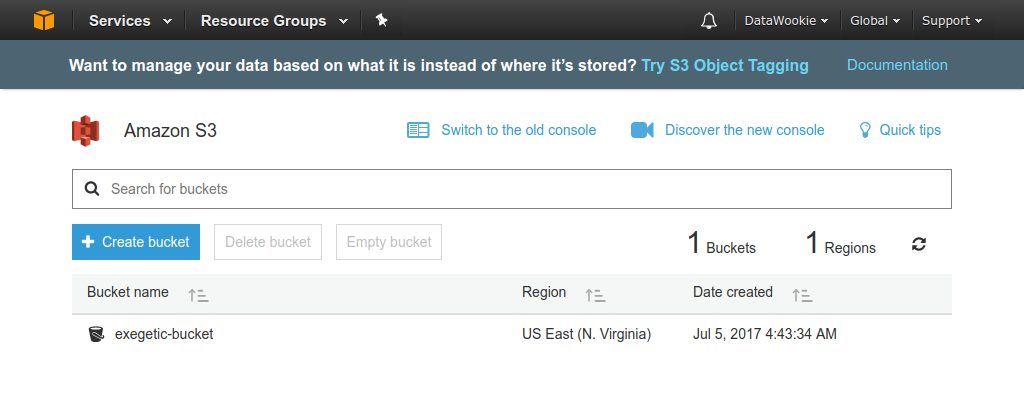 Services Resource Groups DataWookie Global Support
Want to manage your data based on what it is instead of where it’s stored? Try S3 Object Tagging Documentation
Amazon S3 Switch to the old console Discover the new console Quick tips
Search for buckets
Create bucket Delete bucket Empty bucket 1 Buckets 1 Regions
Bucket name Region Date created
exegetic-bucket US East (N. Virginia) Jul 5, 2017 4:43:34 AM